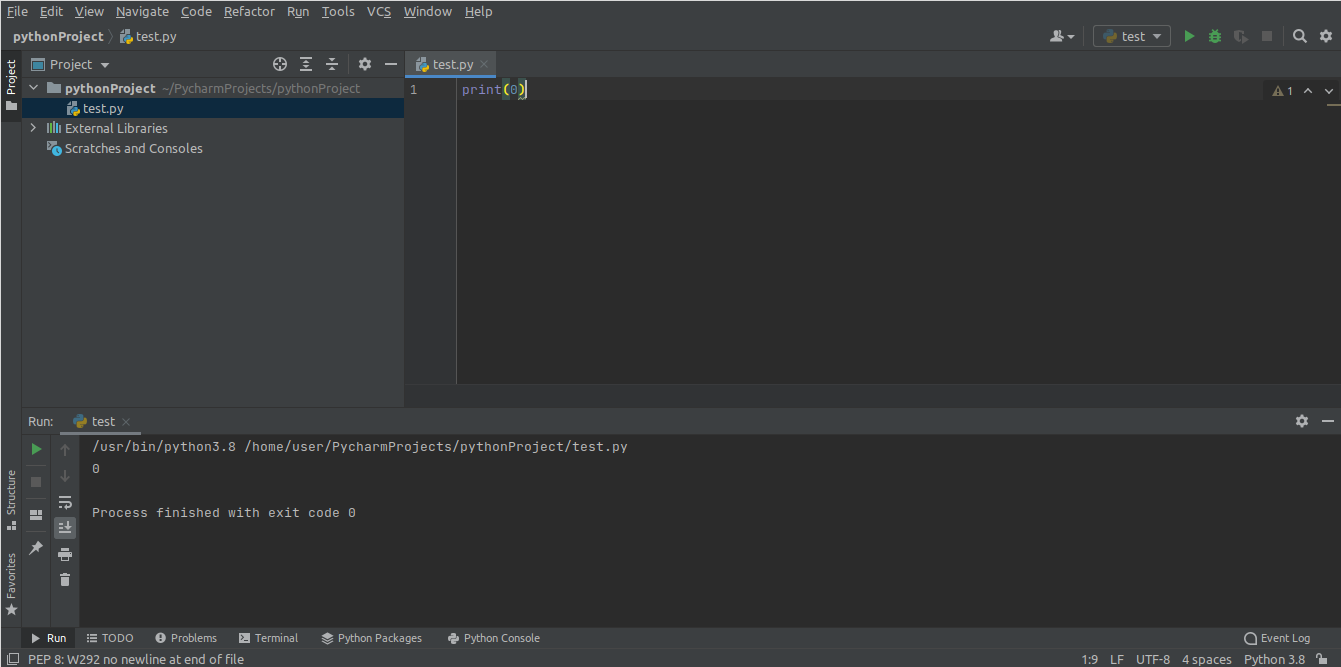 File Edit View Navigate Code Refactor Run Tools VCS Window Help
pythonProject test.py
test
Project
Project
test.py
pythonProject ~/PycharmProjects/pythonProject
test.py
External Libraries
Scratches and Consoles
1 print(0)
1
Run: test
/usr/bin/python3.8 /home/user/PycharmProjects/pythonProject/test.py
0
Process finished with exit code 0
Structure
Favorites
Run TODO Problems Terminal Python Packages Python Console Event Log
PEP 8: W292 no newline at end of file 1:9 LF UTF-8 4 spaces Python 3.8